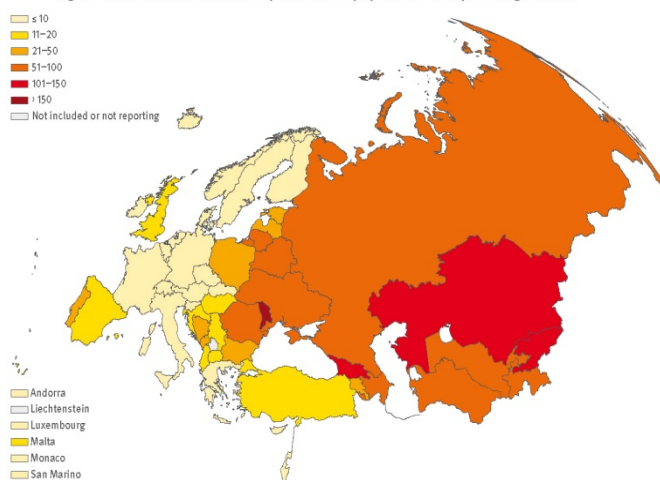 ≤ 10
11–20
21–50
51–100
101–150
› 150
Not included or not reporting
Andorra
Liechtenstein
Luxembourg
Malta
Monaco
San Marino